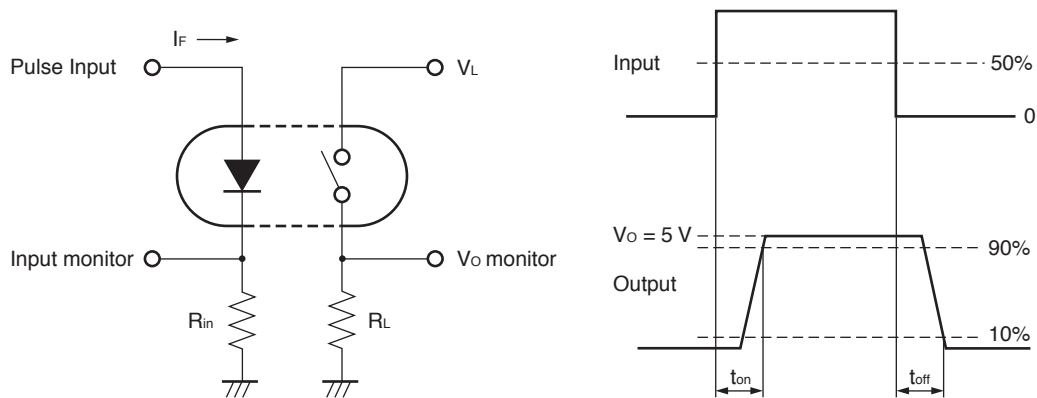 IF
Pulse Input
VL
Input monitor
VO monitor
Rin
RL
Input
50%
0
VO = 5 V
90%
Output
10%
ton
toff